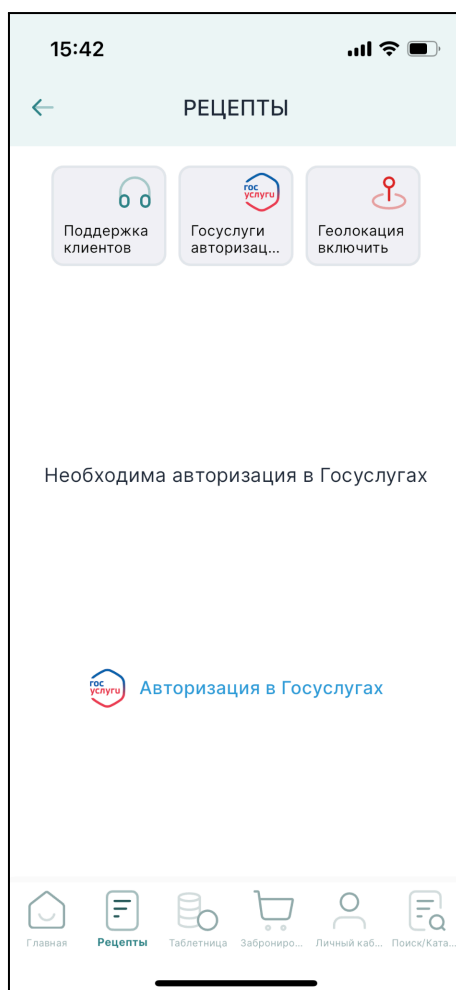 15:42
РЕЦЕПТЫ
гос
услуги
Поддержка
клиентов
Госуслуги
авторизац...
Геолокация
включить
Необходима авторизация в Госуслугах
гос
услуги
Авторизация в Госуслугах
Главная
Рецепты
Таблетница
Заброниро...
Личный каб...
Поиск/Ката...